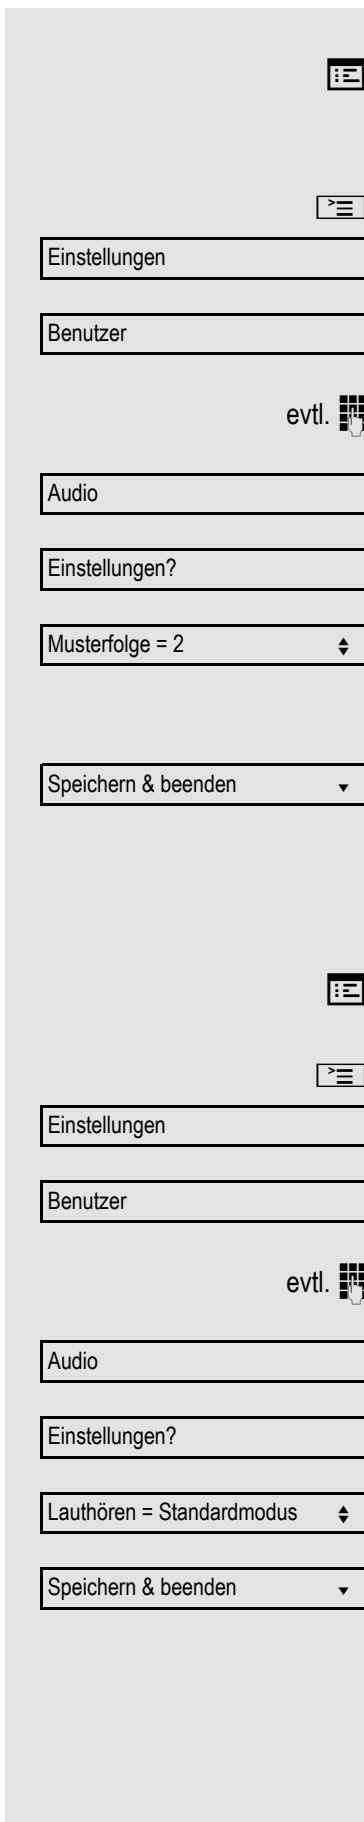 Einstellungen
Benutzer
evtl.
Audio
Einstellungen?
Musterfolge = 2
Speichern & beenden
Einstellungen
Benutzer
evtl.
Audio
Einstellungen?
Lauthören = Standardmodus
Speichern & beenden